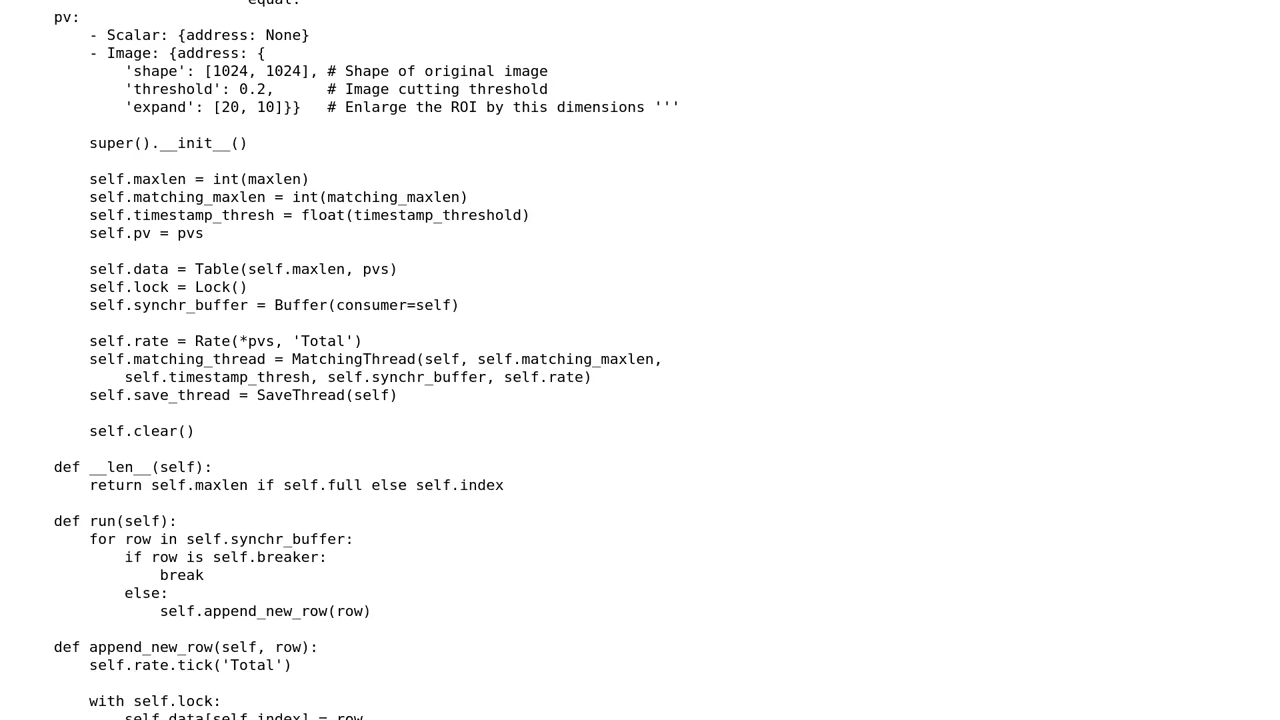 equal:
pv:
    - Scalar: {address: None}
    - Image: {address: {
        'shape': [1024, 1024], # Shape of original image
        'threshold': 0.2,      # Image cutting threshold
        'expand': [20, 10]}}   # Enlarge the ROI by this dimensions '''

    super().__init__()

    self.maxlen = int(maxlen)
    self.matching_maxlen = int(matching_maxlen)
    self.timestamp_thresh = float(timestamp_threshold)
    self.pv = pvs

    self.data = Table(self.maxlen, pvs)
    self.lock = Lock()
    self.synchr_buffer = Buffer(consumer=self)

    self.rate = Rate(*pvs, 'Total')
    self.matching_thread = MatchingThread(self, self.matching_maxlen,
        self.timestamp_thresh, self.synchr_buffer, self.rate)
    self.save_thread = SaveThread(self)

    self.clear()

def __len__(self):
    return self.maxlen if self.full else self.index

def run(self):
    for row in self.synchr_buffer:
        if row is self.breaker:
            break
        else:
            self.append_new_row(row)

def append_new_row(self, row):
    self.rate.tick('Total')

    with self.lock:
        self.data[self.index] = row